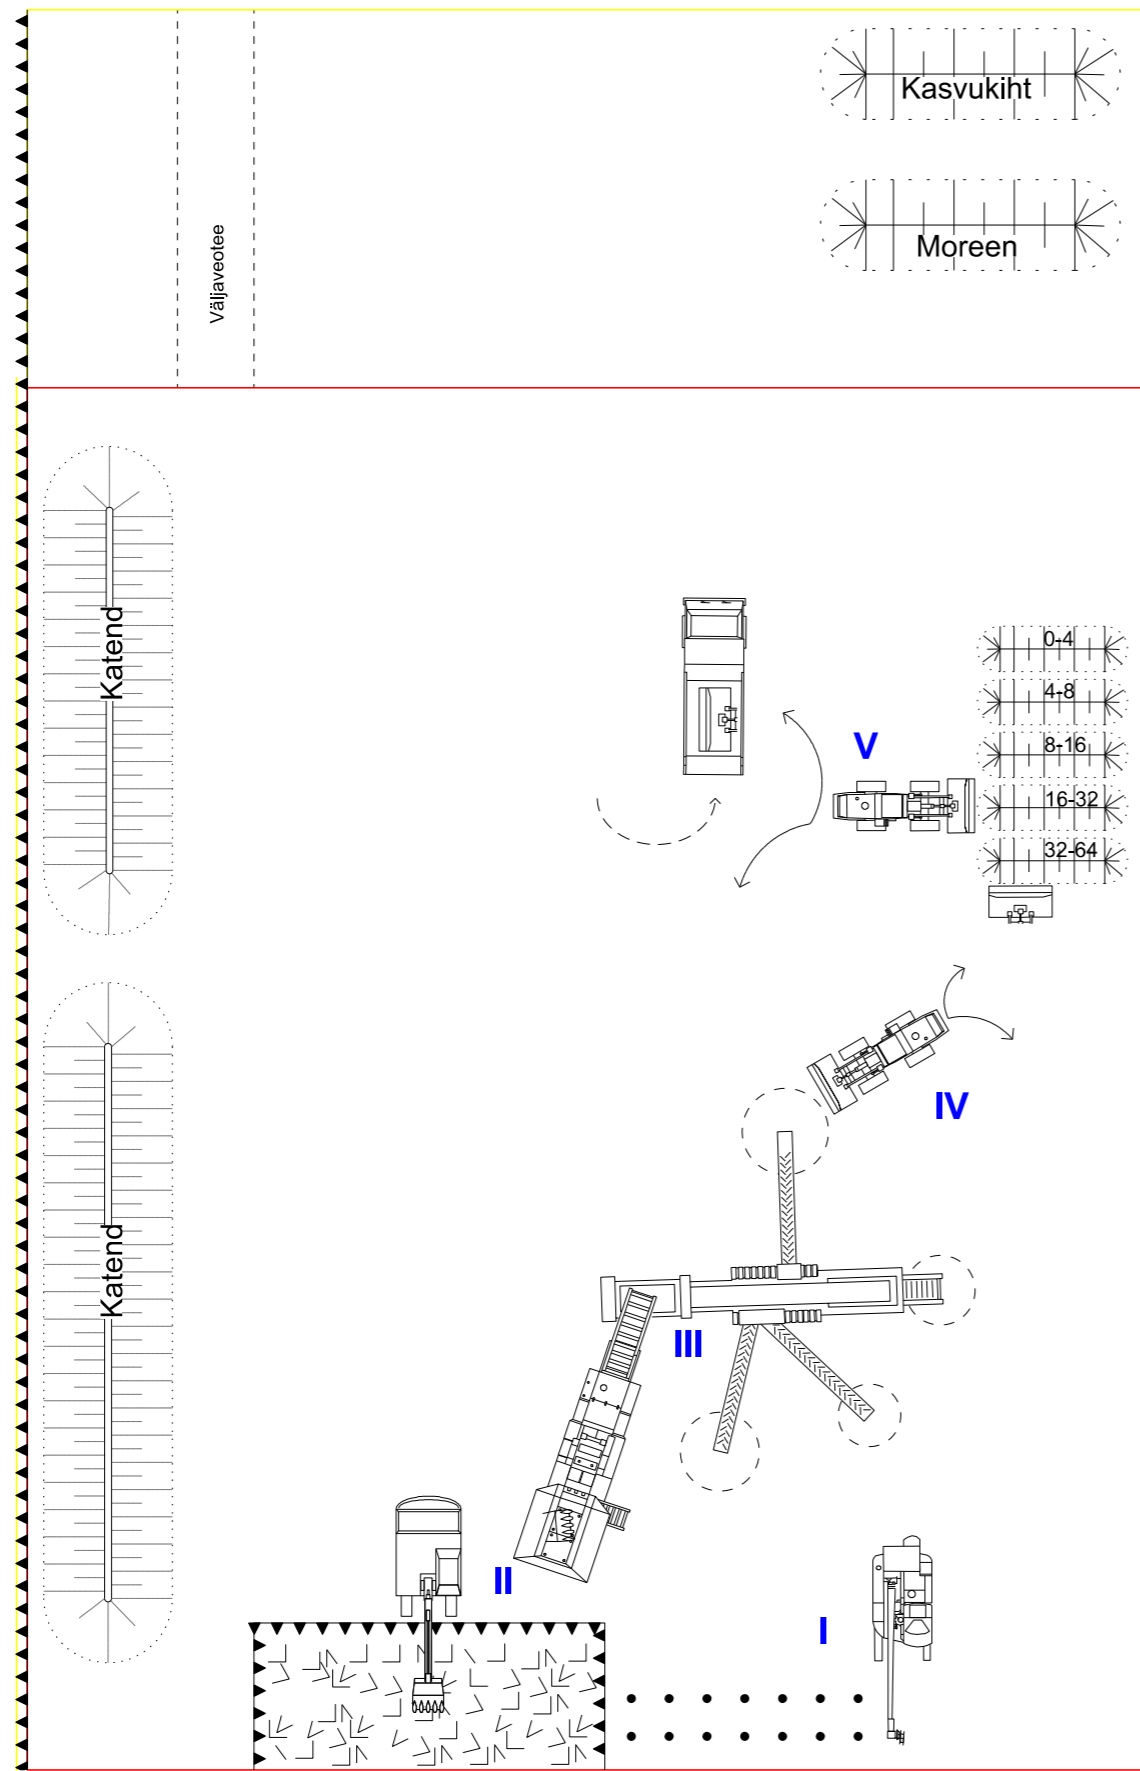 Kasvukiht
Moreen
Väljaveotee
Katend
0-4
4-8
V
8-16
16-32
32-64
IV
Katend
III
II
I